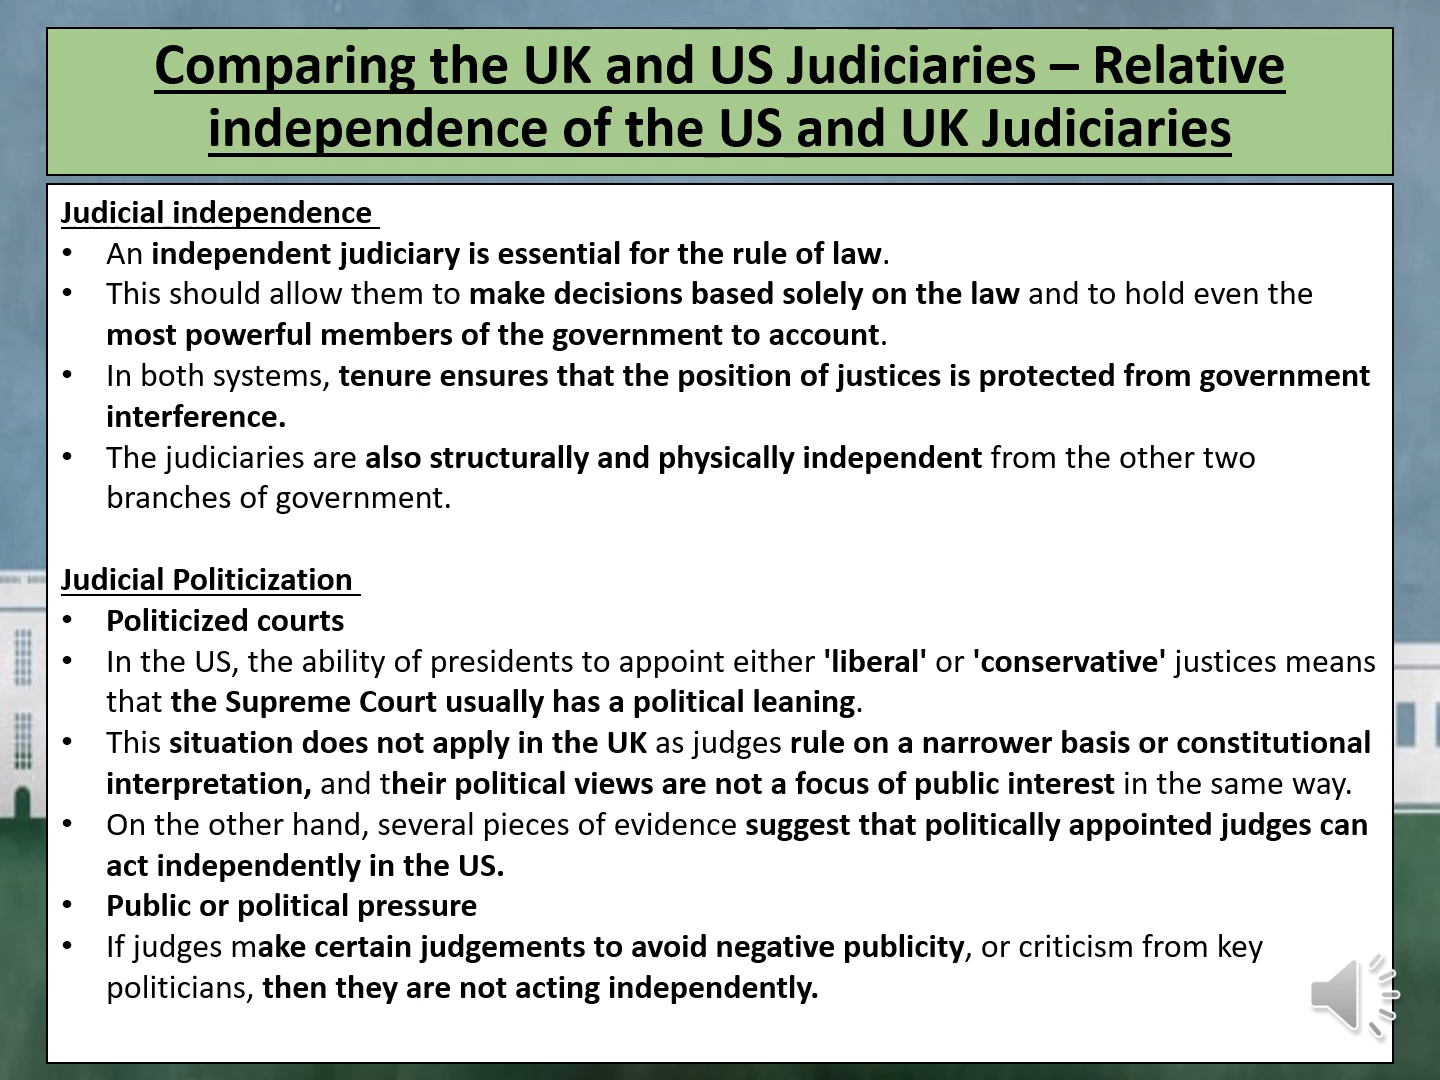 Comparing the UK and US Judiciaries – Relative
independence of the US and UK Judiciaries
Judicial independence
• An independent judiciary is essential for the rule of law.
• This should allow them to make decisions based solely on the law and to hold even the
most powerful members of the government to account.
• In both systems, tenure ensures that the position of justices is protected from government
interference.
• The judiciaries are also structurally and physically independent from the other two
branches of government.
Judicial Politicization
• Politicized courts
• In the US, the ability of presidents to appoint either 'liberal' or 'conservative' justices means
that the Supreme Court usually has a political leaning.
• This situation does not apply in the UK as judges rule on a narrower basis or constitutional
interpretation, and their political views are not a focus of public interest in the same way.
• On the other hand, several pieces of evidence suggest that politically appointed judges can
act independently in the US.
• Public or political pressure
• If judges make certain judgements to avoid negative publicity, or criticism from key
politicians, then they are not acting independently.